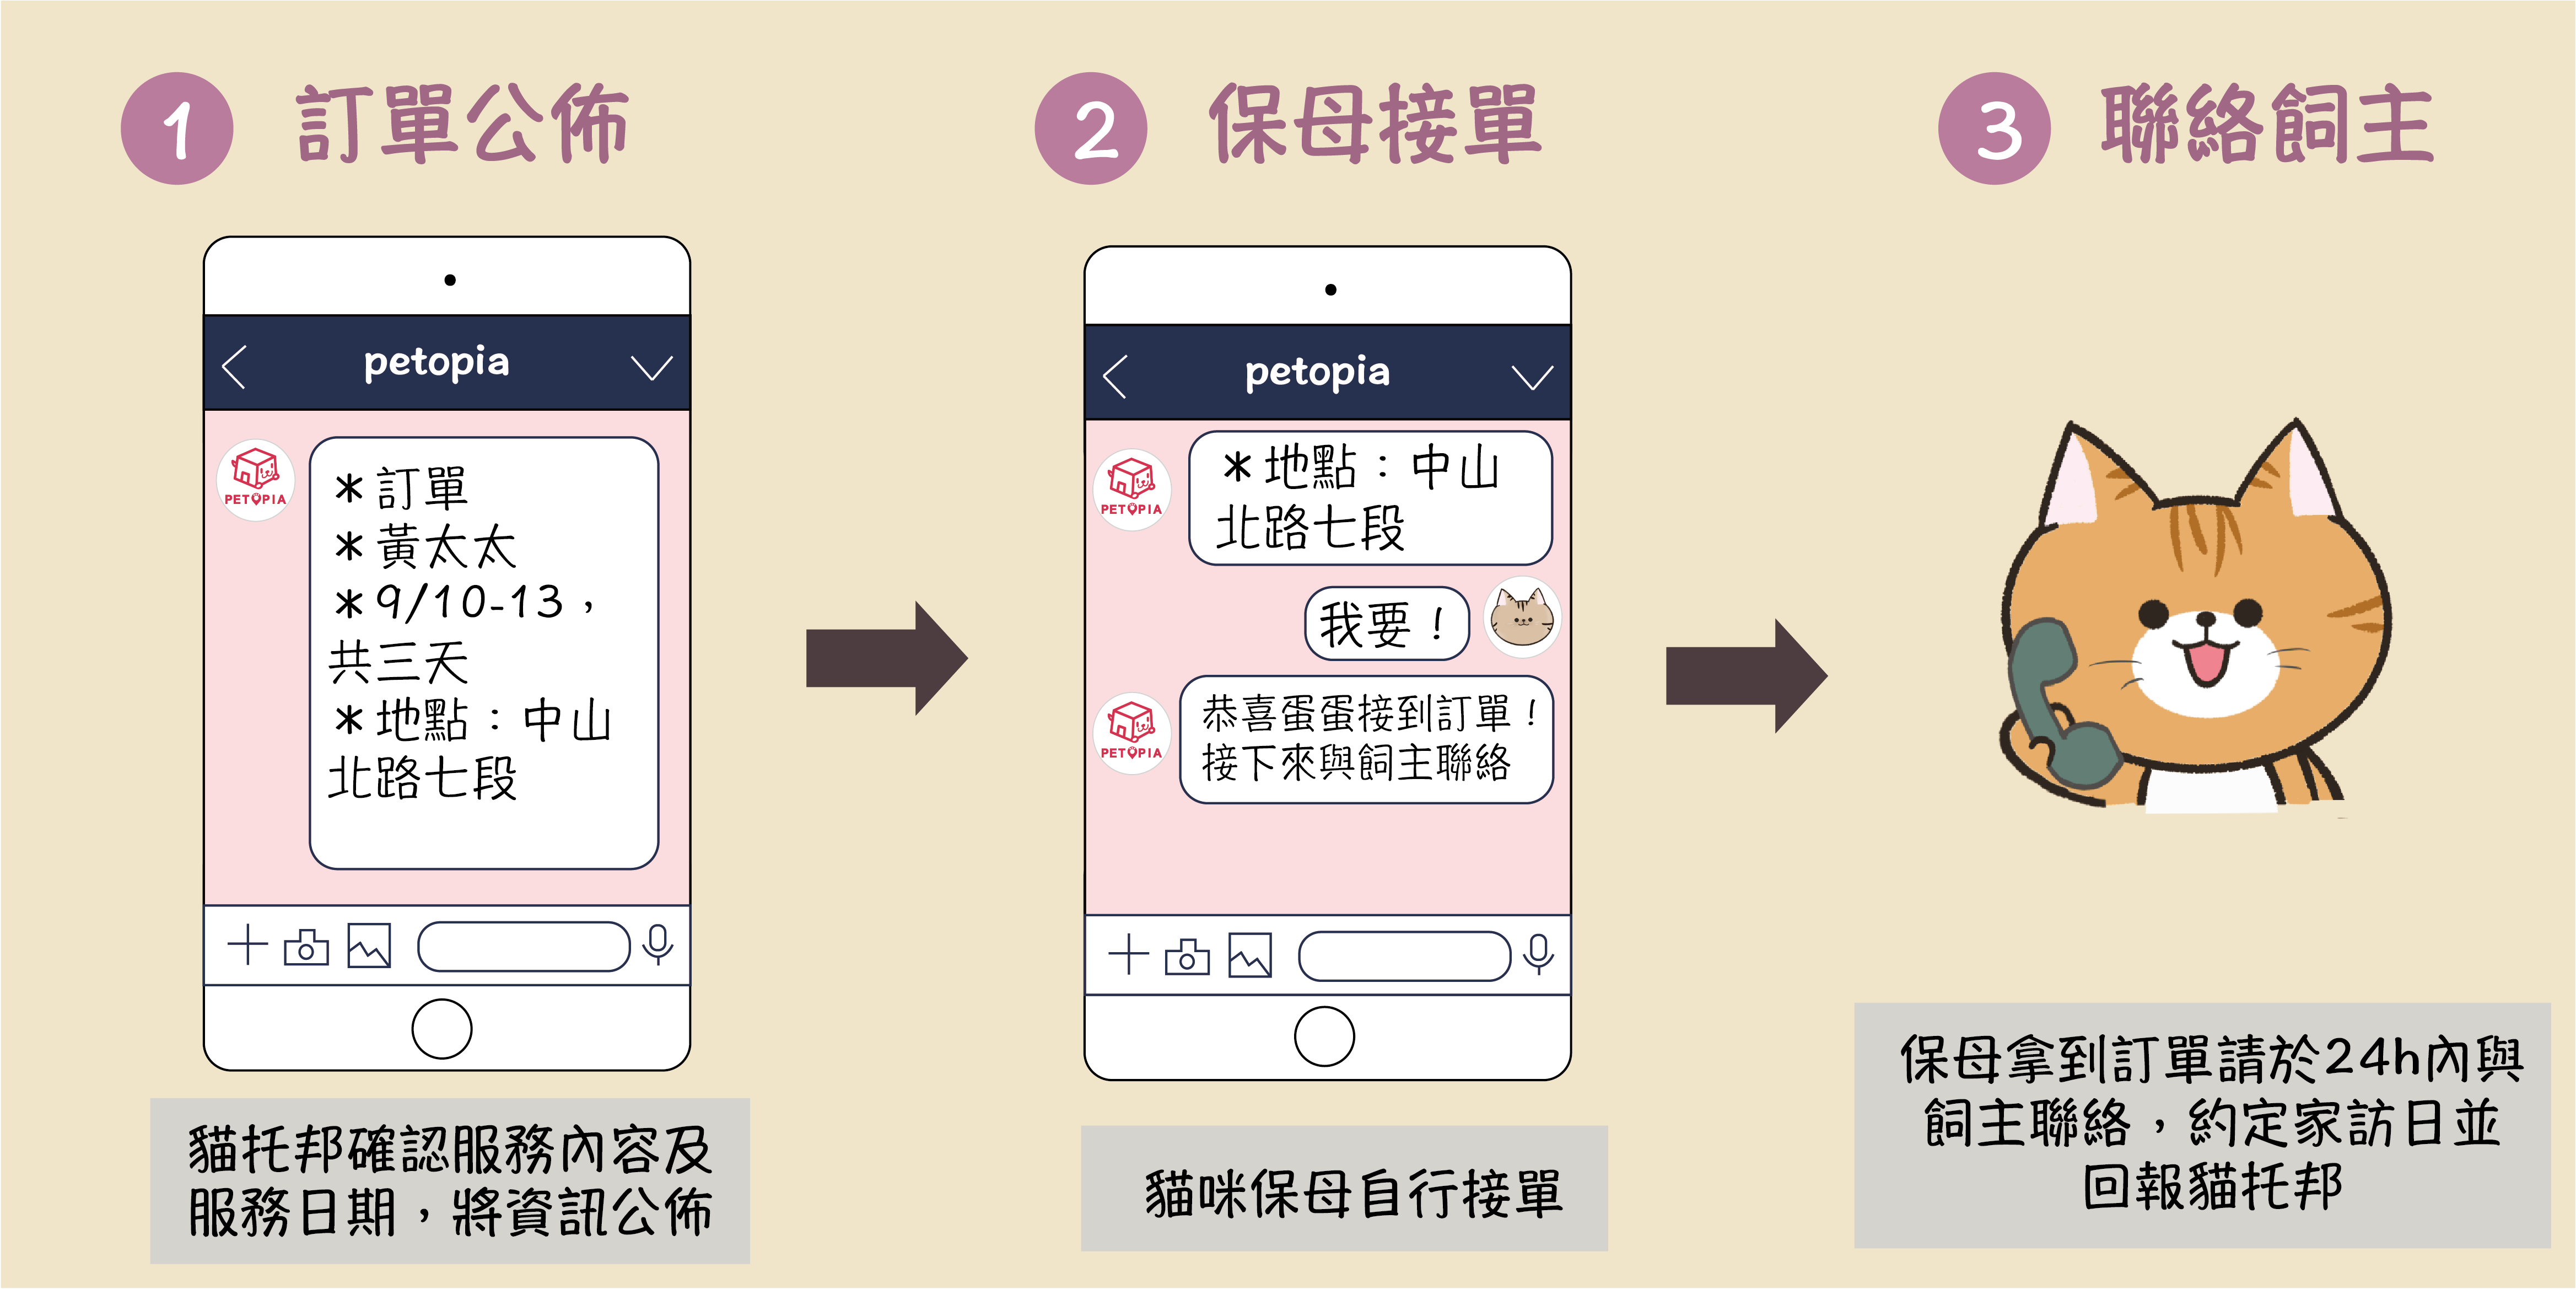 1 訂單公佈
petopia
PETOPIA
＊訂單
＊黃太太
＊9/10-13，
共三天
＊地點：中山
北路七段
貓托邦確認服務內容及
服務日期，將資訊公佈
2 保母接單
petopia
PETOPIA
＊地點：中山
北路七段
我要！
PETOPIA
恭喜蛋蛋接到訂單！
接下來與飼主聯絡
貓咪保母自行接單
3 聯絡飼主
保母拿到訂單請於24h內與
飼主聯絡，約定家訪日並
回報貓托邦